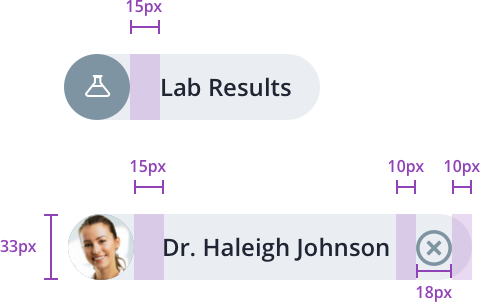 15px
Lab Results
15px
10px
10px
33px
Dr. Haleigh Johnson
18px